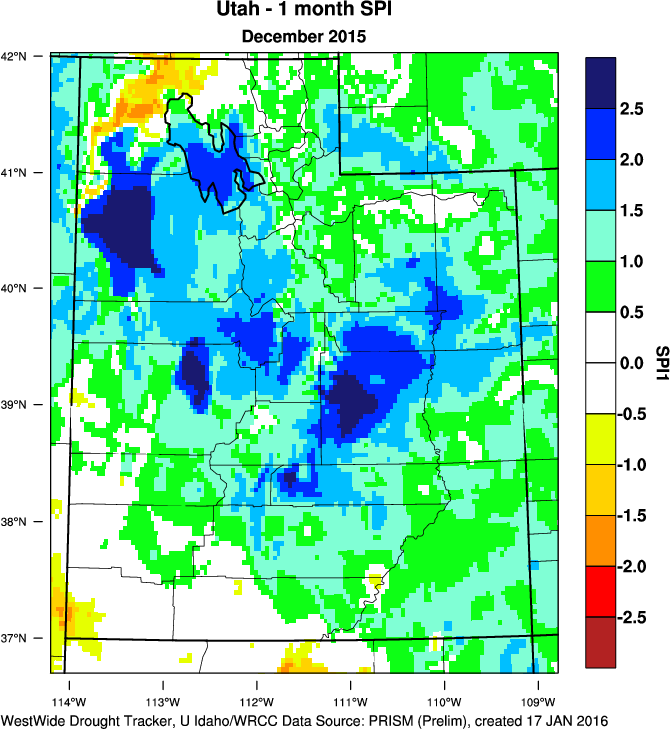 Utah - 1 month SPI
December 2015
42°N
41°N
40°N
39°N
38°N
37°N
114°W
113°W
112°W
111°W
110°W
109°W
2.5
2.0
1.5
1.0
0.5
0.0
-0.5
-1.0
-1.5
-2.0
-2.5
SPI1
WestWide Drought Tracker, U Idaho/WRCC Data Source: PRISM (Prelim), created 17 JAN 2016